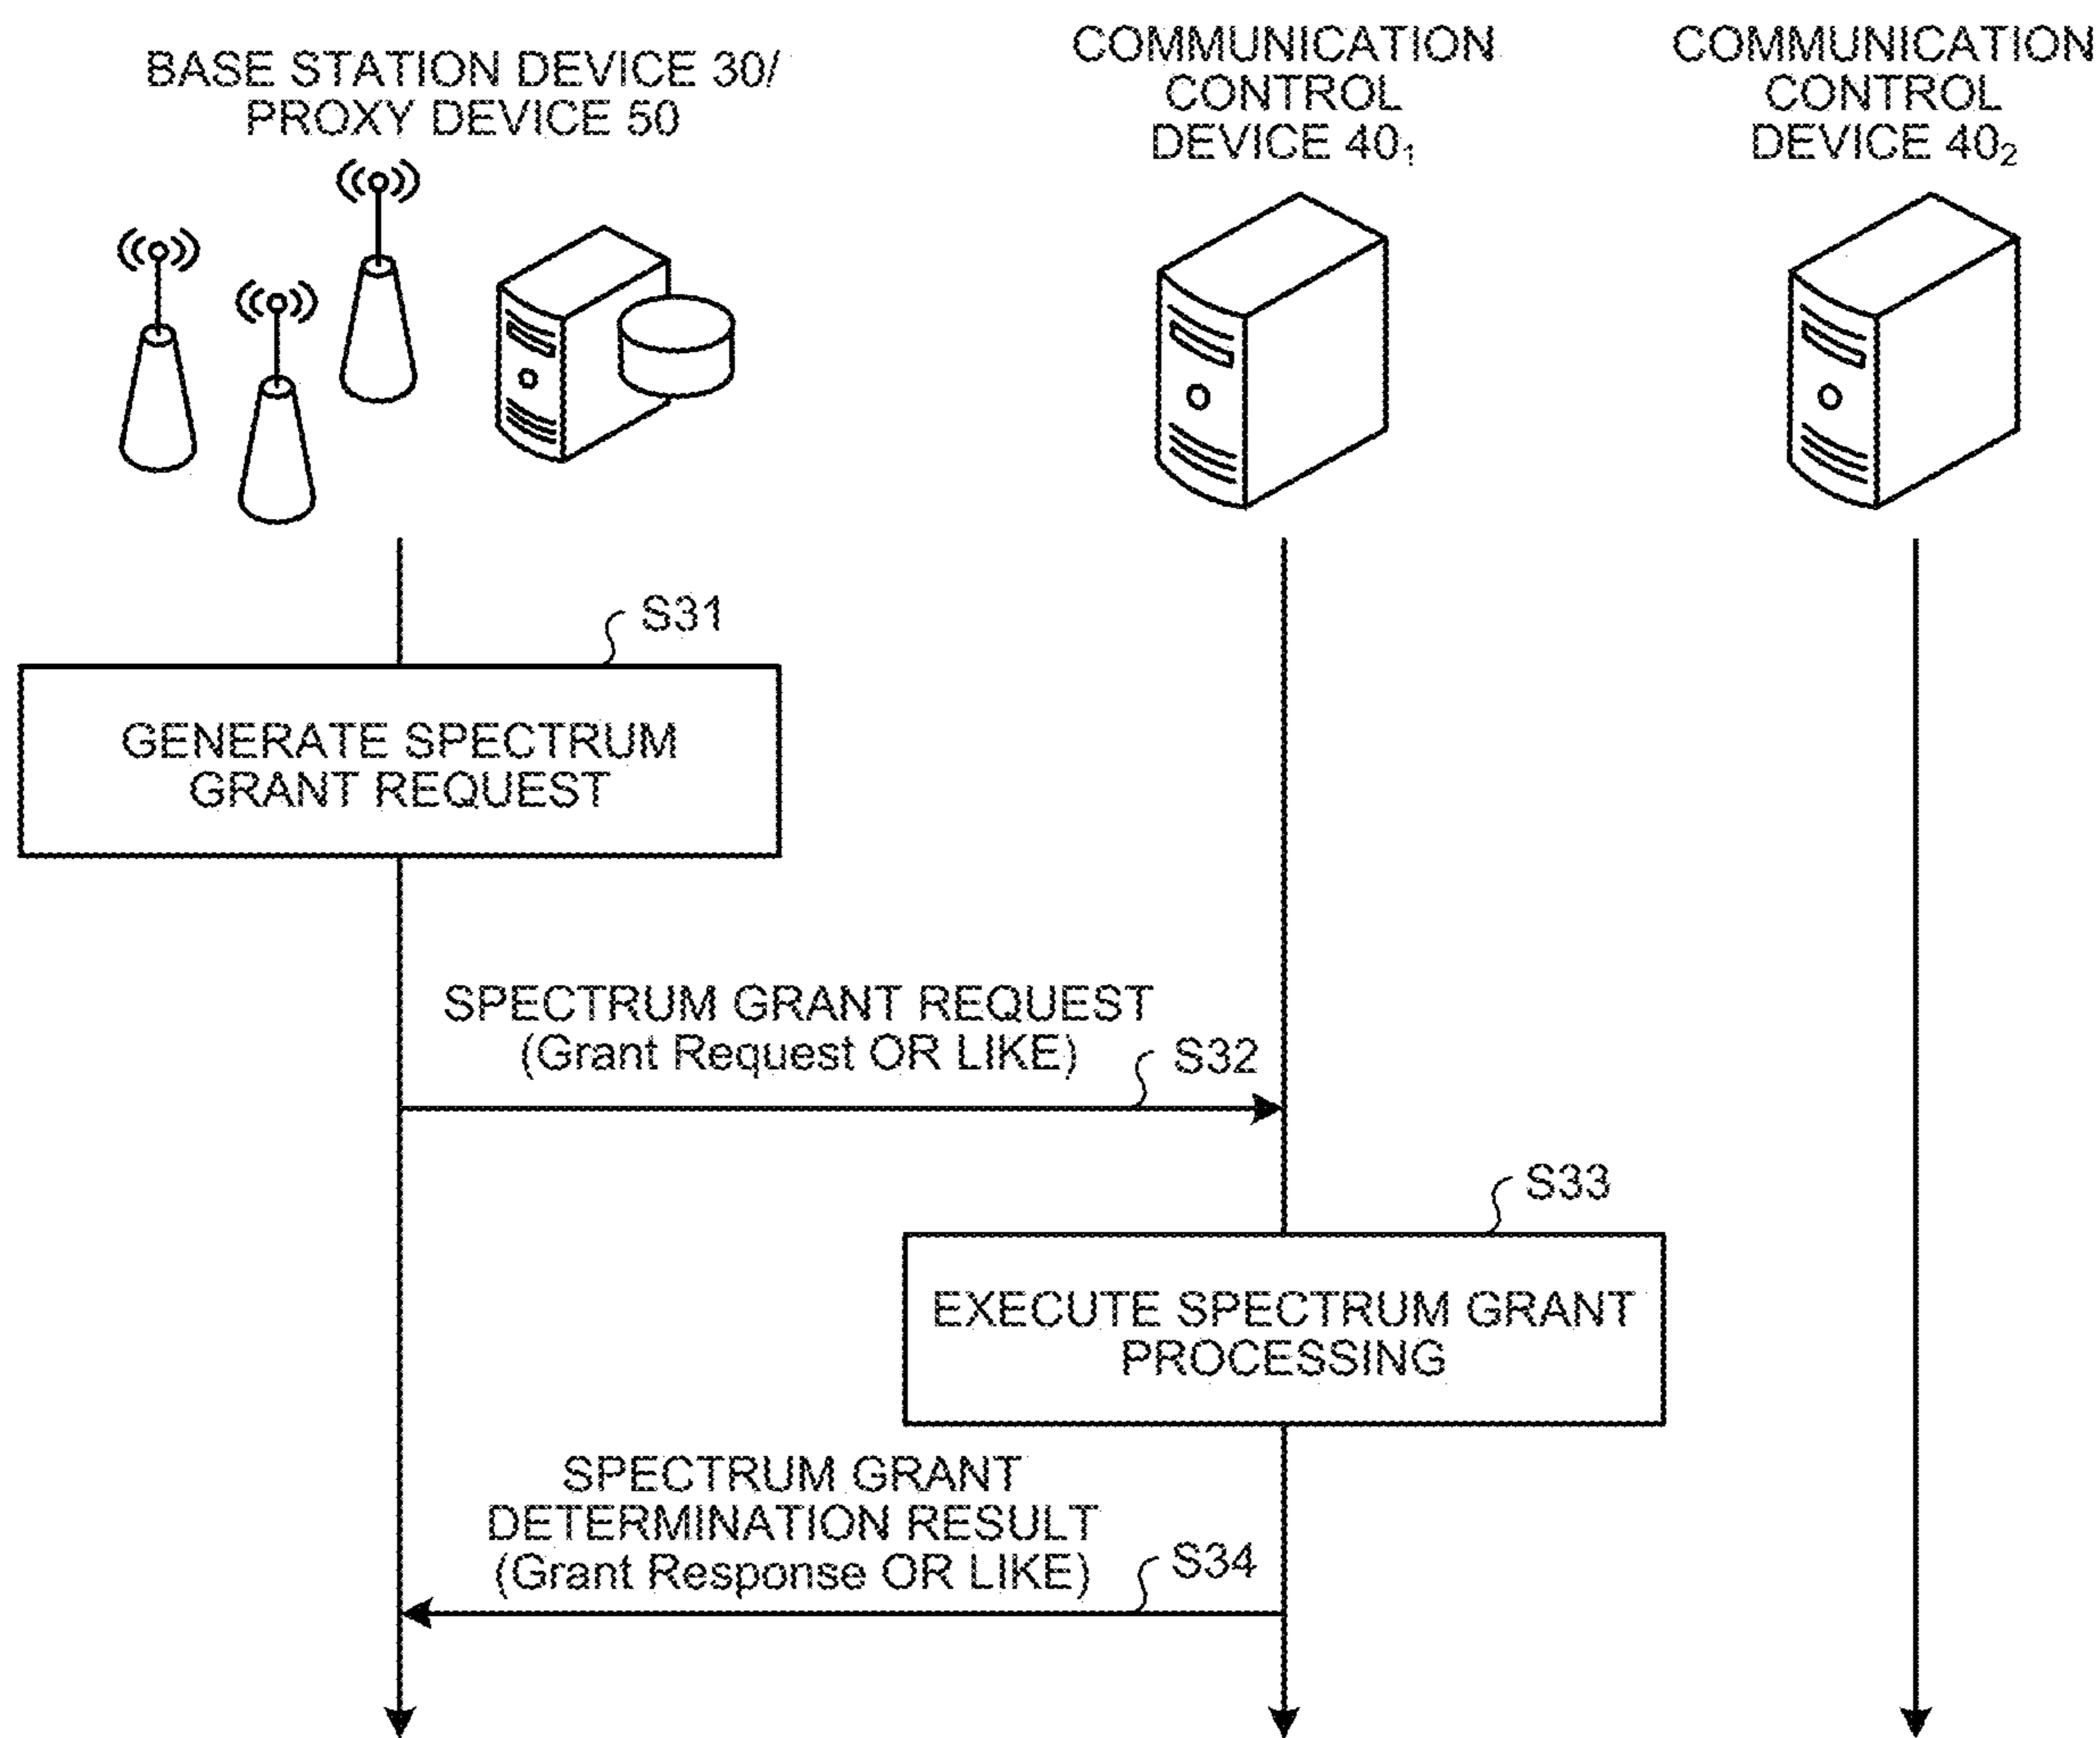 BASE STATION DEVICE 30/
PROXY DEVICE 50
COMMUNICATION
CONTROL
DEVICE 40₁
COMMUNICATION
CONTROL
DEVICE 40₂
S31
GENERATE SPECTRUM
GRANT REQUEST
SPECTRUM GRANT REQUEST
(Grant Request OR LIKE)
S32
S33
EXECUTE SPECTRUM GRANT
PROCESSING
SPECTRUM GRANT
DETERMINATION RESULT
(Grant Response OR LIKE)
S34